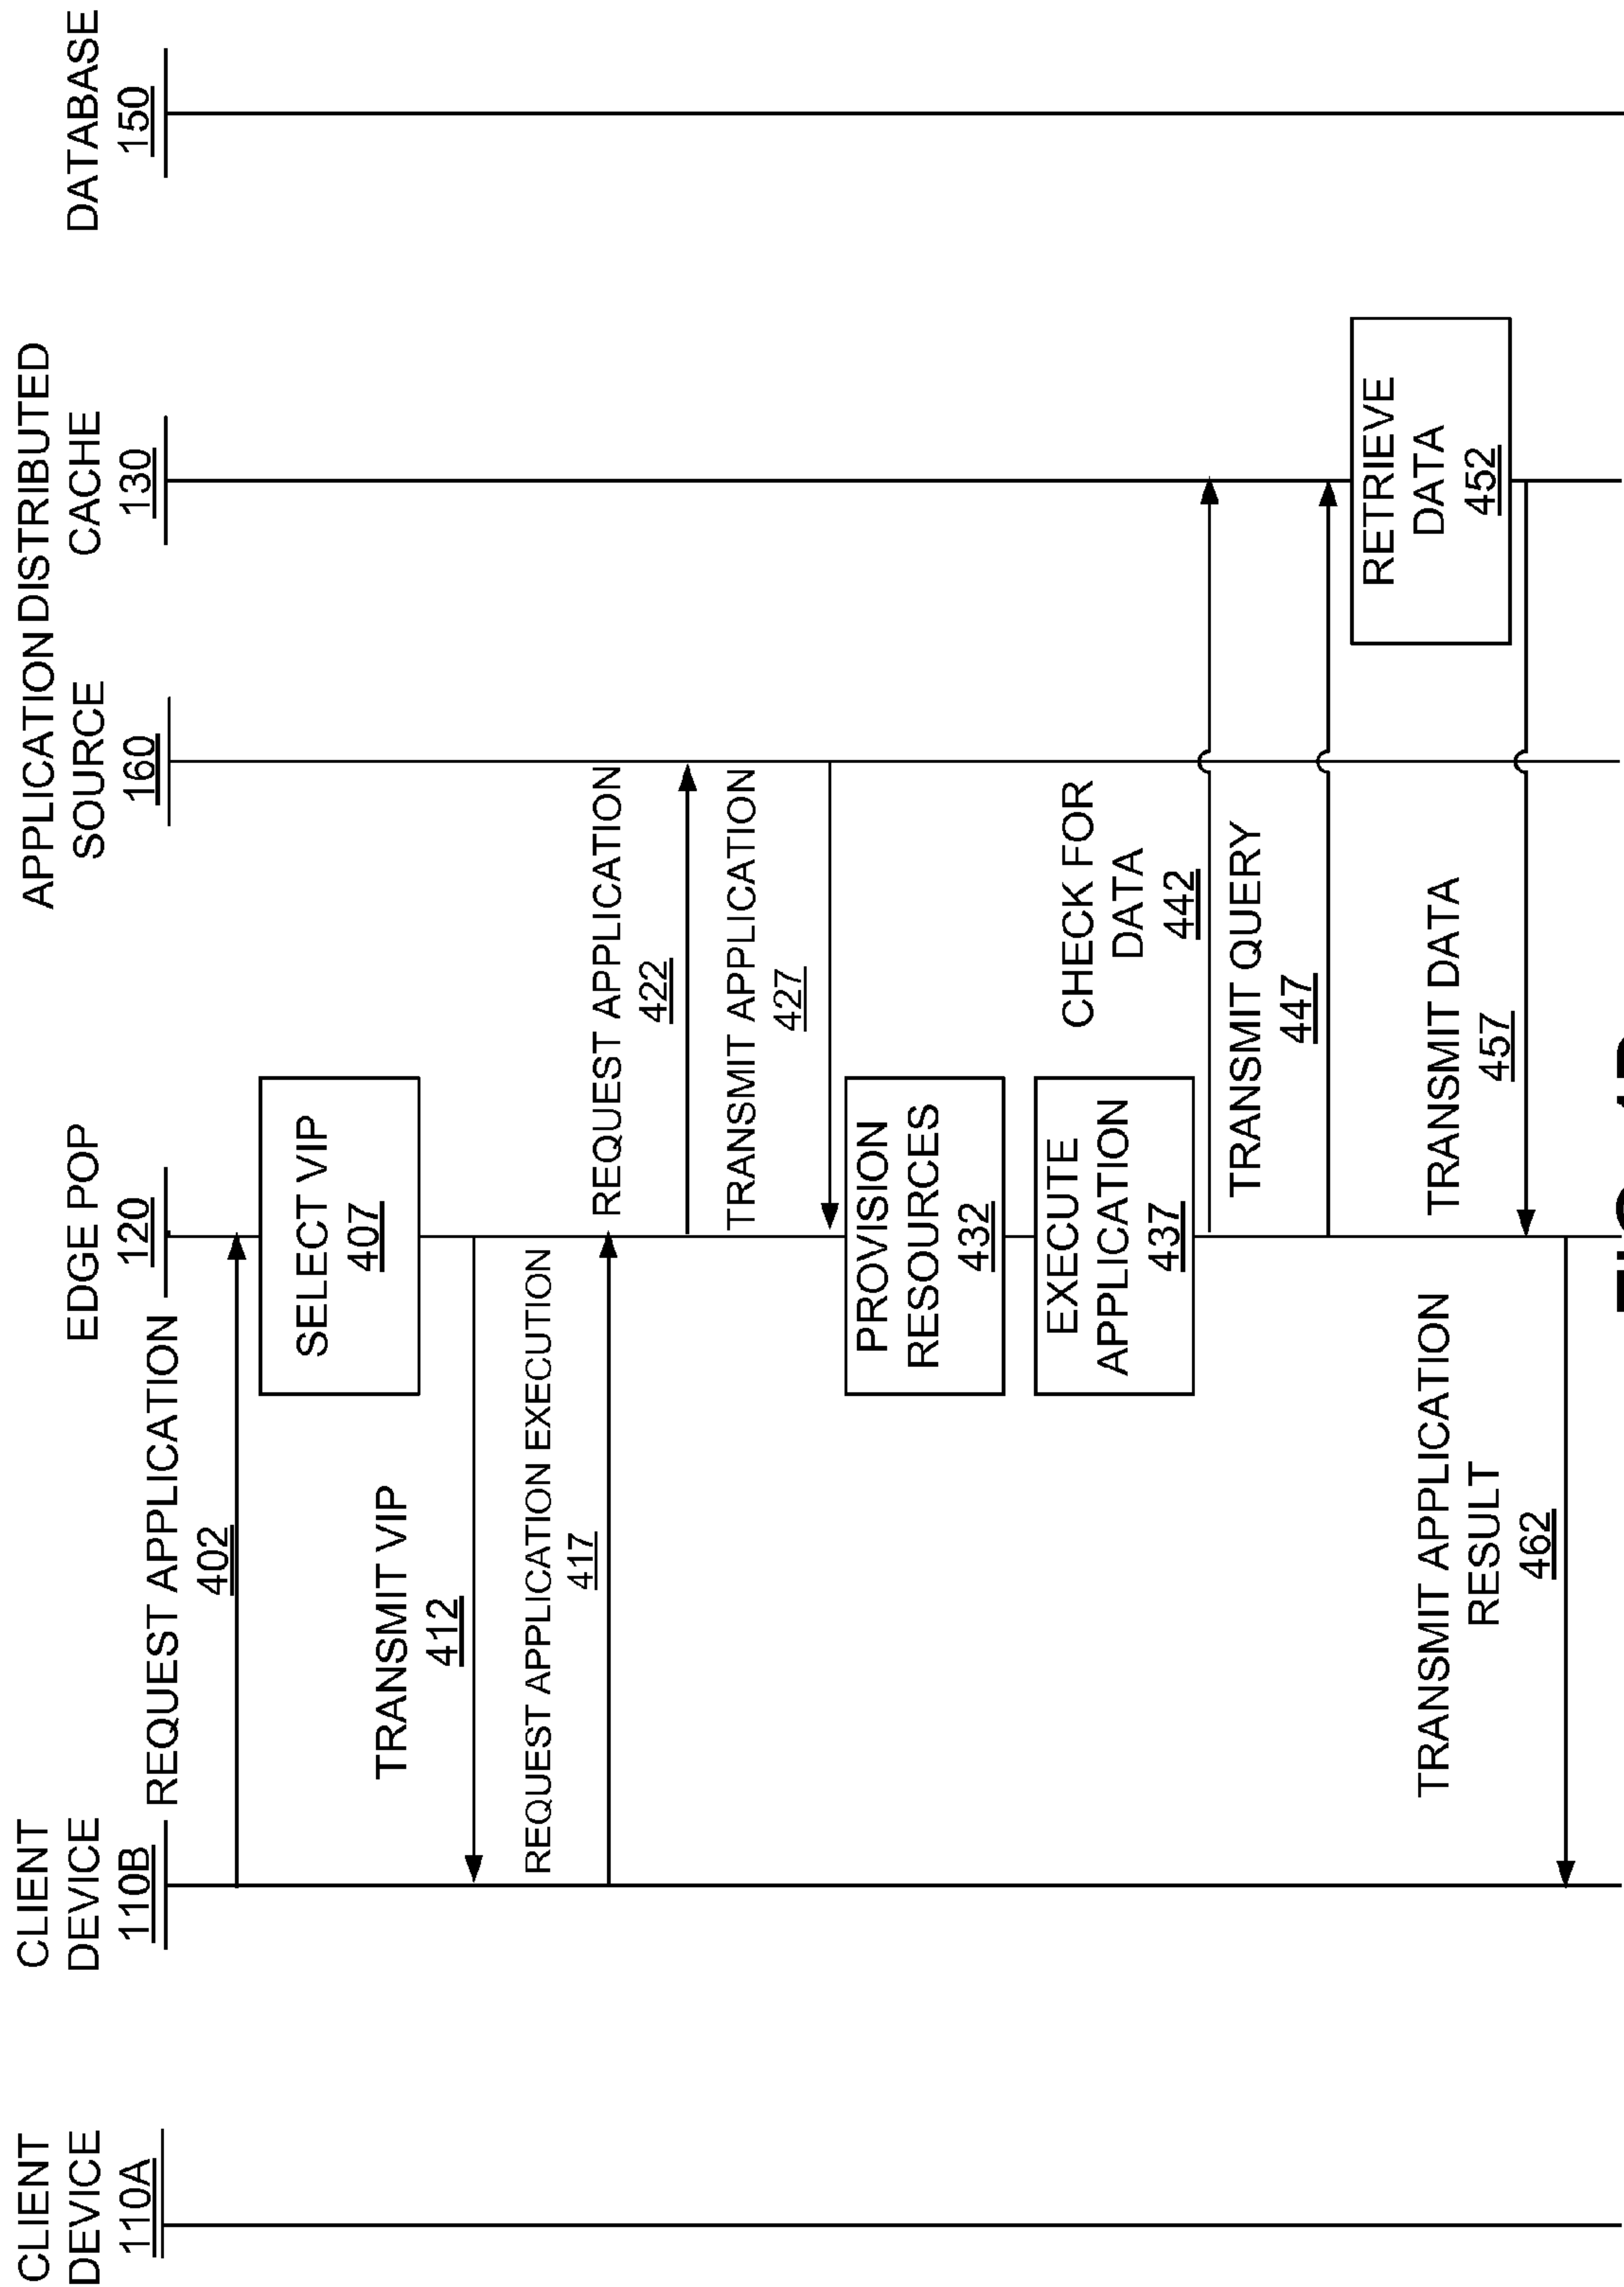 CLIENT
DEVICE
110A
CLIENT
DEVICE
110B
EDGE POP
120
APPLICATION
SOURCE
160
DISTRIBUTED
CACHE
130
DATABASE
150
REQUEST APPLICATION
402
SELECT VIP
407
TRANSMIT VIP
412
REQUEST APPLICATION EXECUTION
417
REQUEST APPLICATION
422
TRANSMIT APPLICATION
427
PROVISION
RESOURCES
432
EXECUTE
APPLICATION
437
CHECK FOR
DATA
442
TRANSMIT QUERY
447
RETRIEVE
DATA
452
TRANSMIT DATA
457
TRANSMIT APPLICATION
RESULT
462